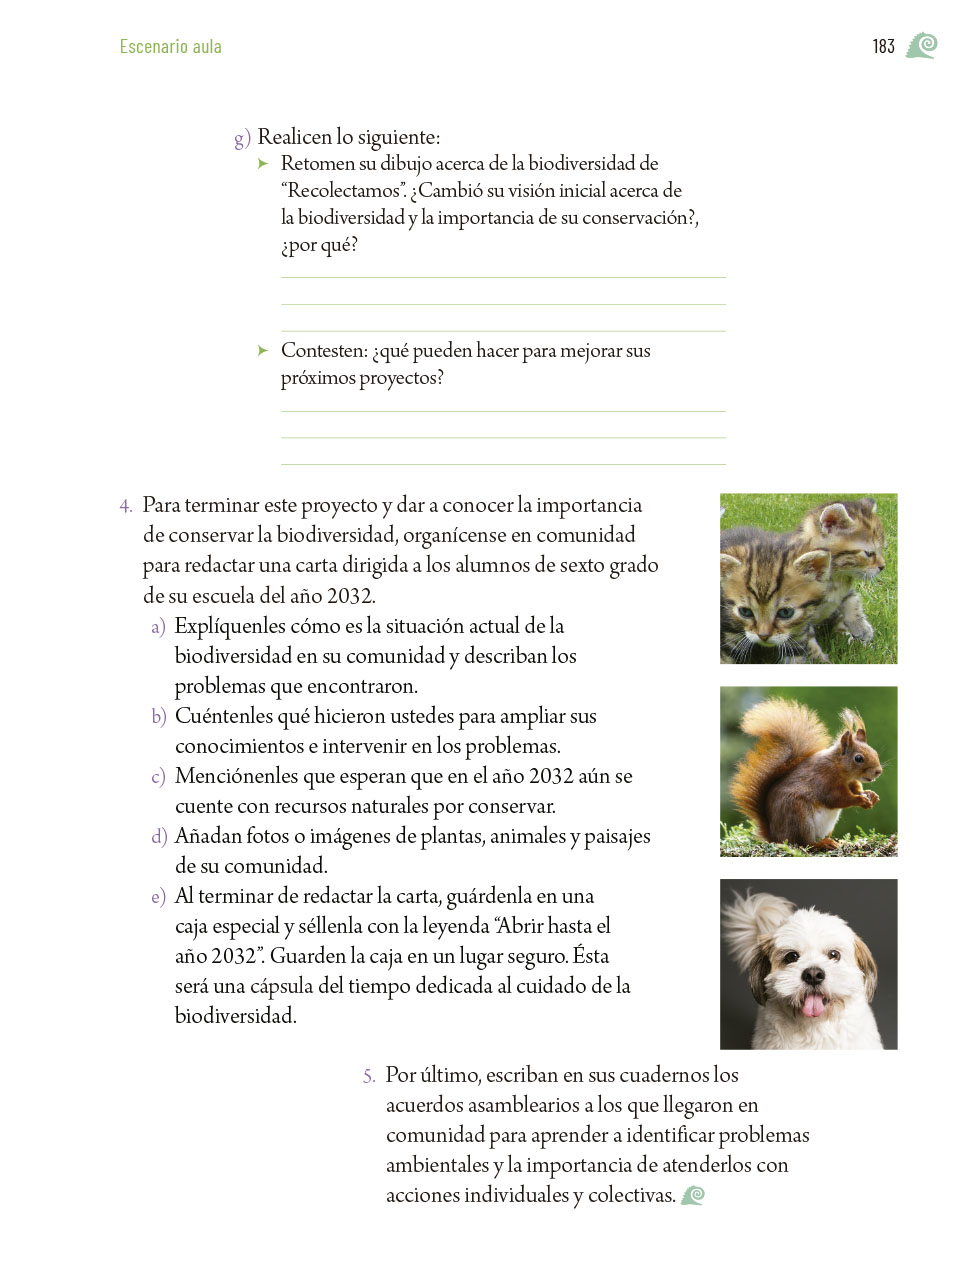 Escenario aula
183
g) Realicen lo siguiente:
➤ Retomen su dibujo acerca de la biodiversidad de
“Recolectamos”. ¿Cambió su visión inicial acerca de
la biodiversidad y la importancia de su conservación?,
¿por qué?
➤ Contesten: ¿qué pueden hacer para mejorar sus
próximos proyectos?
4. Para terminar este proyecto y dar a conocer la importancia
de conservar la biodiversidad, organícense en comunidad
para redactar una carta dirigida a los alumnos de sexto grado
de su escuela del año 2032.
a) Explíquenles cómo es la situación actual de la
biodiversidad en su comunidad y describan los
problemas que encontraron.
b) Cuéntenles qué hicieron ustedes para ampliar sus
conocimientos e intervenir en los problemas.
c) Menciónenles que esperan que en el año 2032 aún se
cuente con recursos naturales por conservar.
d) Añadan fotos o imágenes de plantas, animales y paisajes
de su comunidad.
e) Al terminar de redactar la carta, guárdenla en una
caja especial y séllenla con la leyenda “Abrir hasta el
año 2032”. Guarden la caja en un lugar seguro. Ésta
será una cápsula del tiempo dedicada al cuidado de la
biodiversidad.
5. Por último, escriban en sus cuadernos los
acuerdos asamblearios a los que llegaron en
comunidad para aprender a identificar problemas
ambientales y la importancia de atenderlos con
acciones individuales y colectivas.